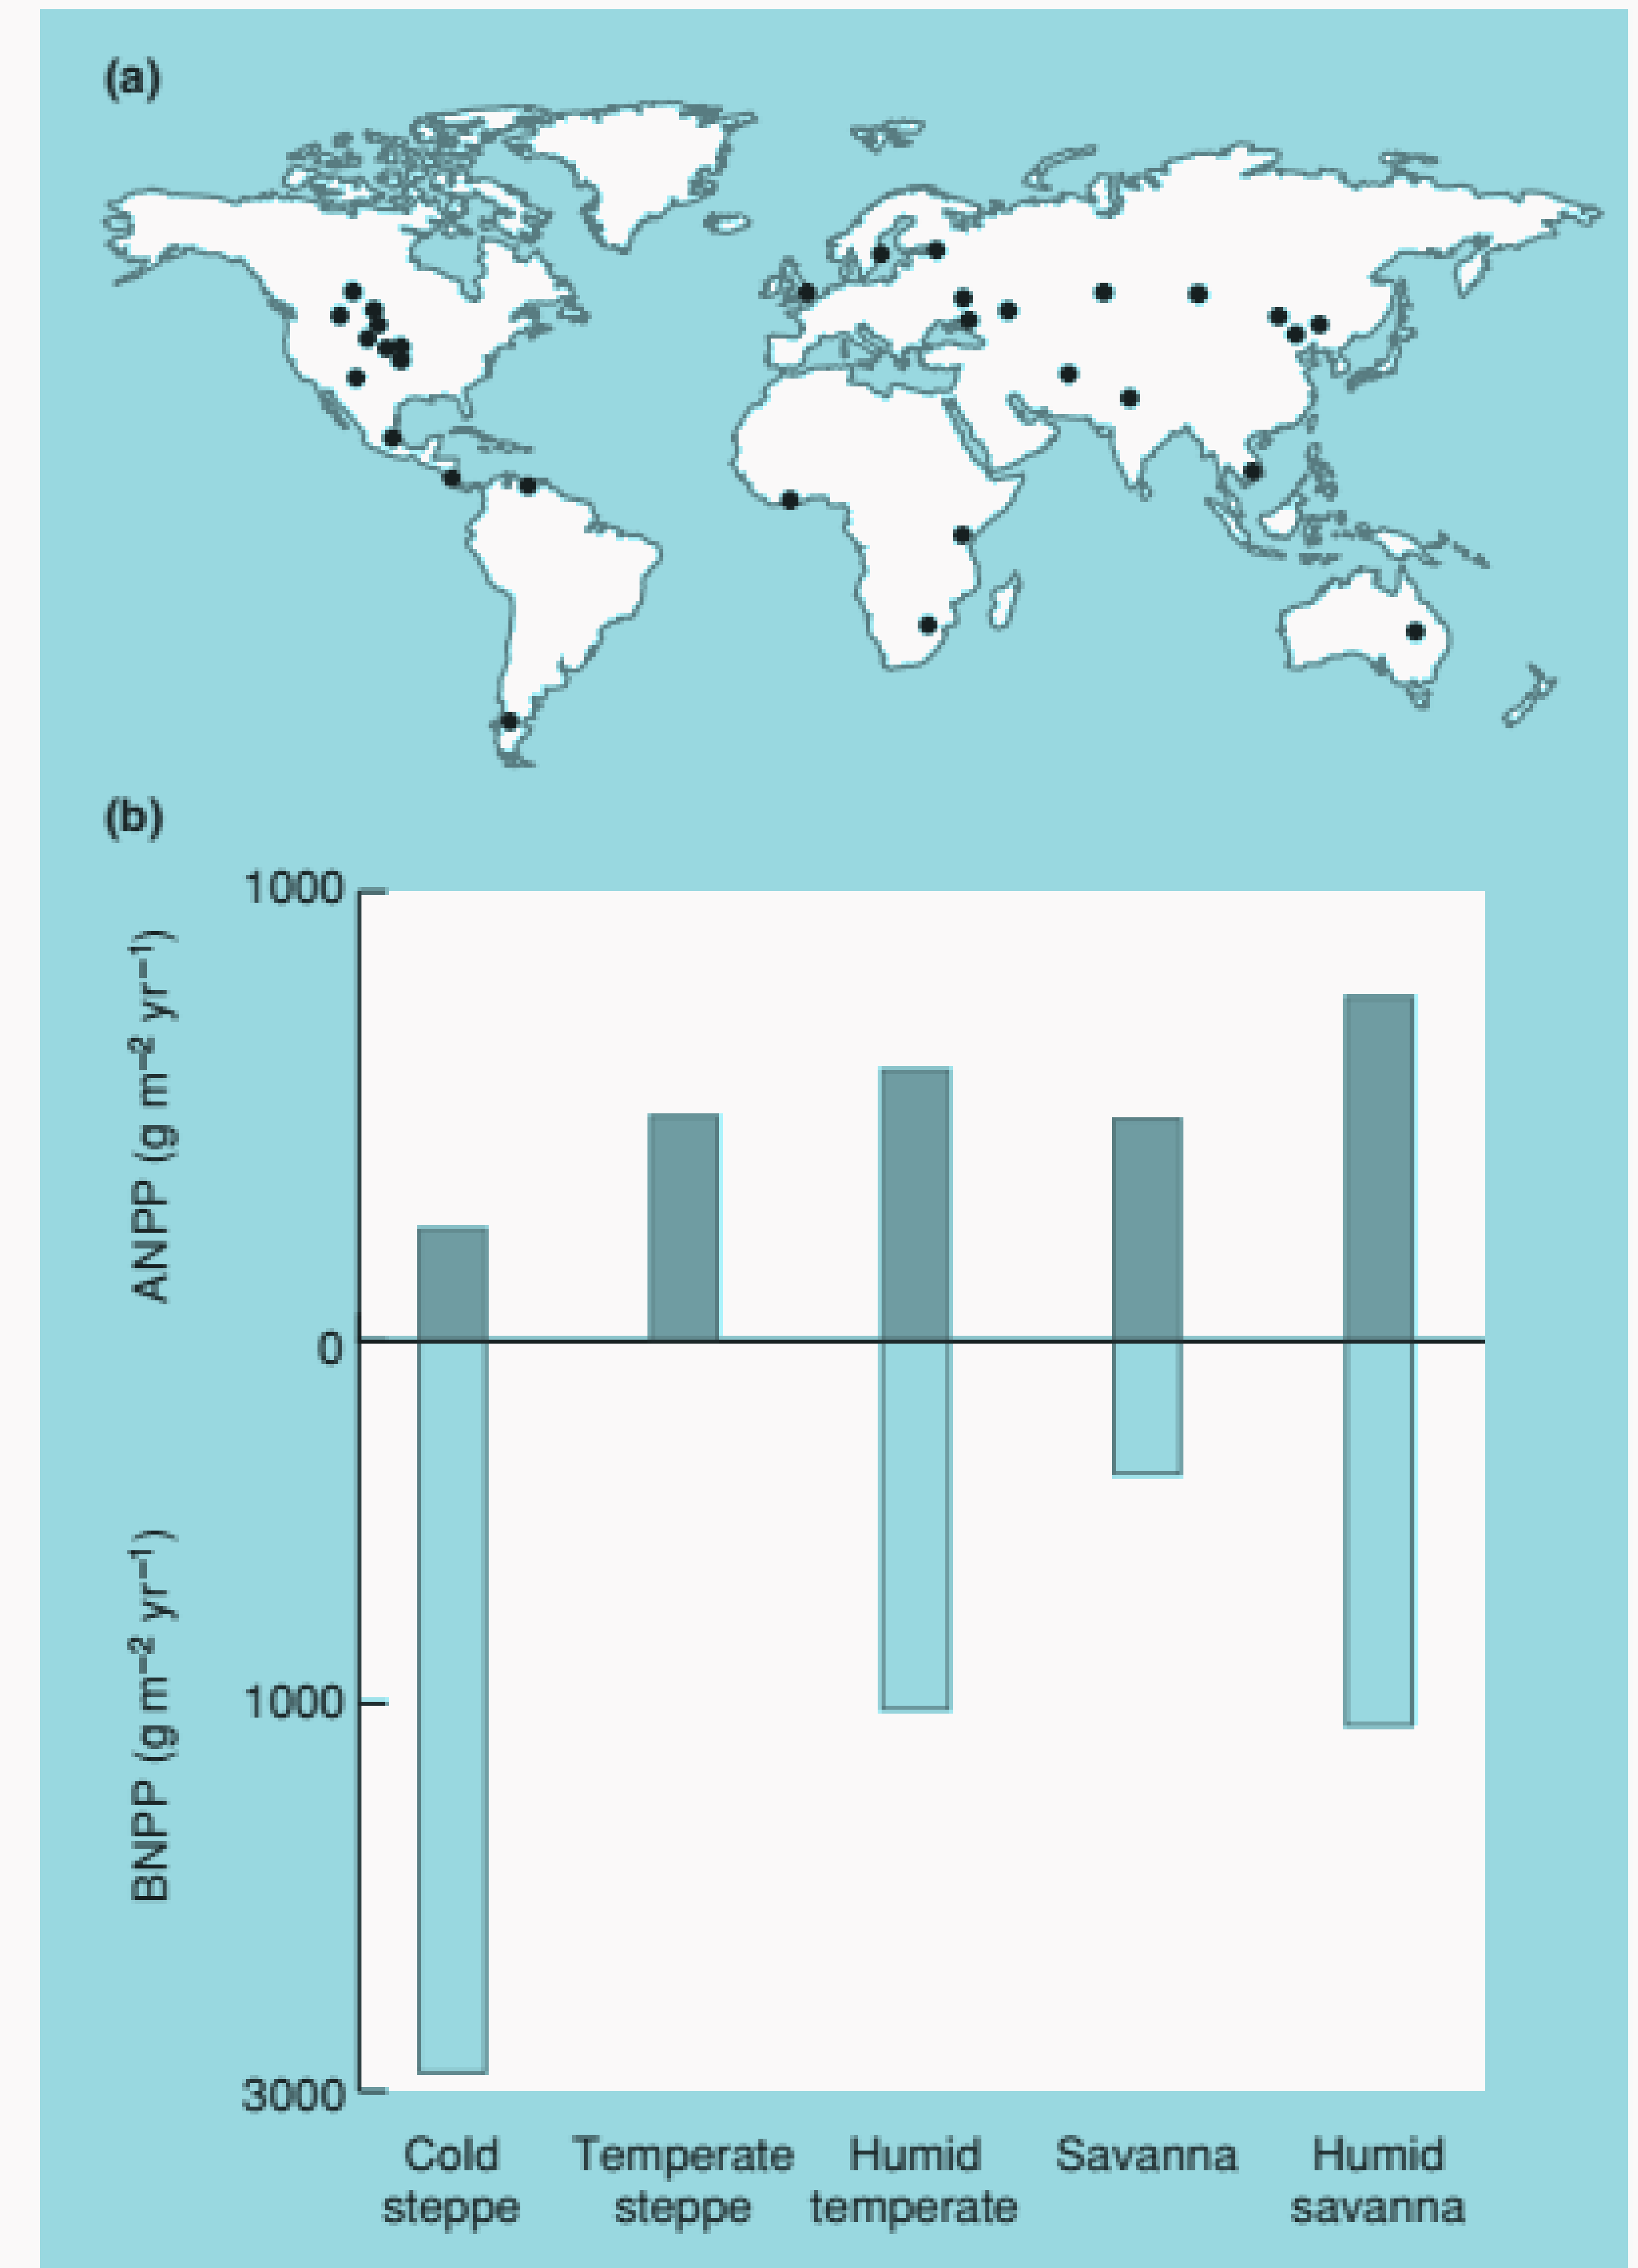 (a)
(b)
1000
ANPP (g m⁻² yr⁻¹)
0
1000
BNPP (g m⁻² yr⁻¹)
3000
Cold steppe
Temperate steppe
Humid temperate
Savanna
Humid savanna